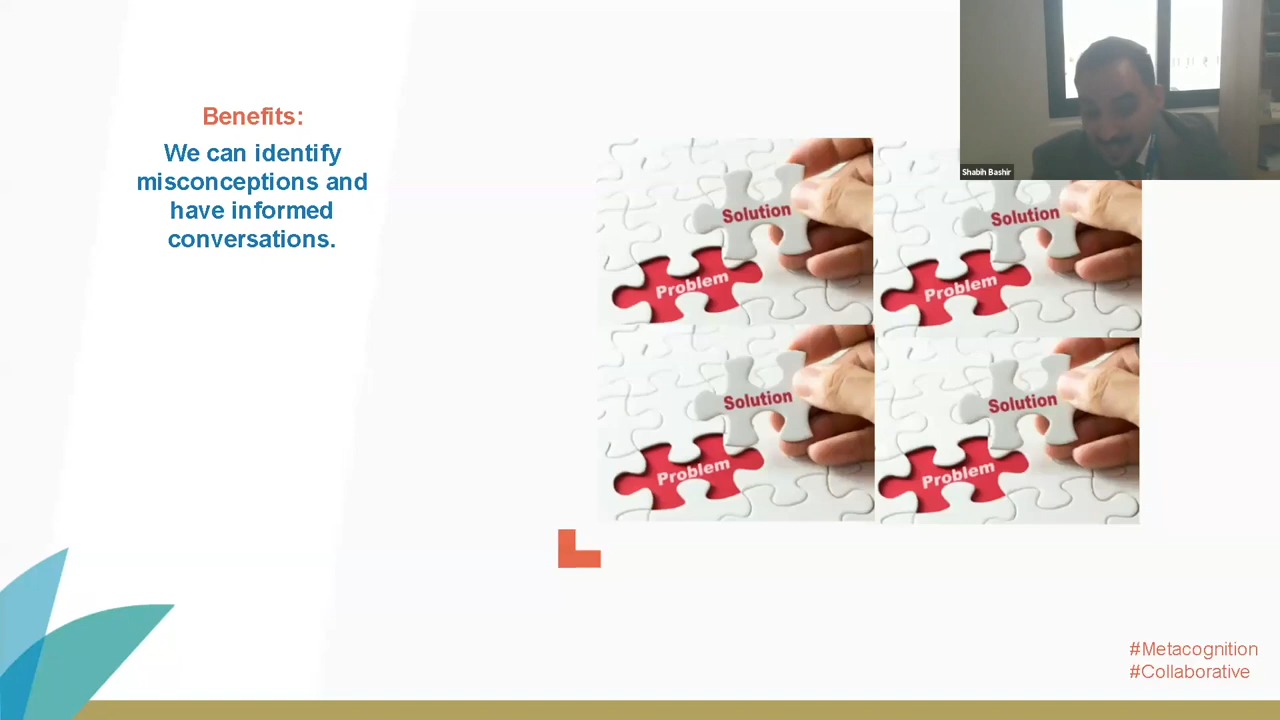 Benefits:
We can identify
misconceptions and
have informed
conversations.
Shabih Bashir
Solution
Problem
Solution
Problem
Solution
Problem
Solution
Problem
#Metacognition
#Collaborative